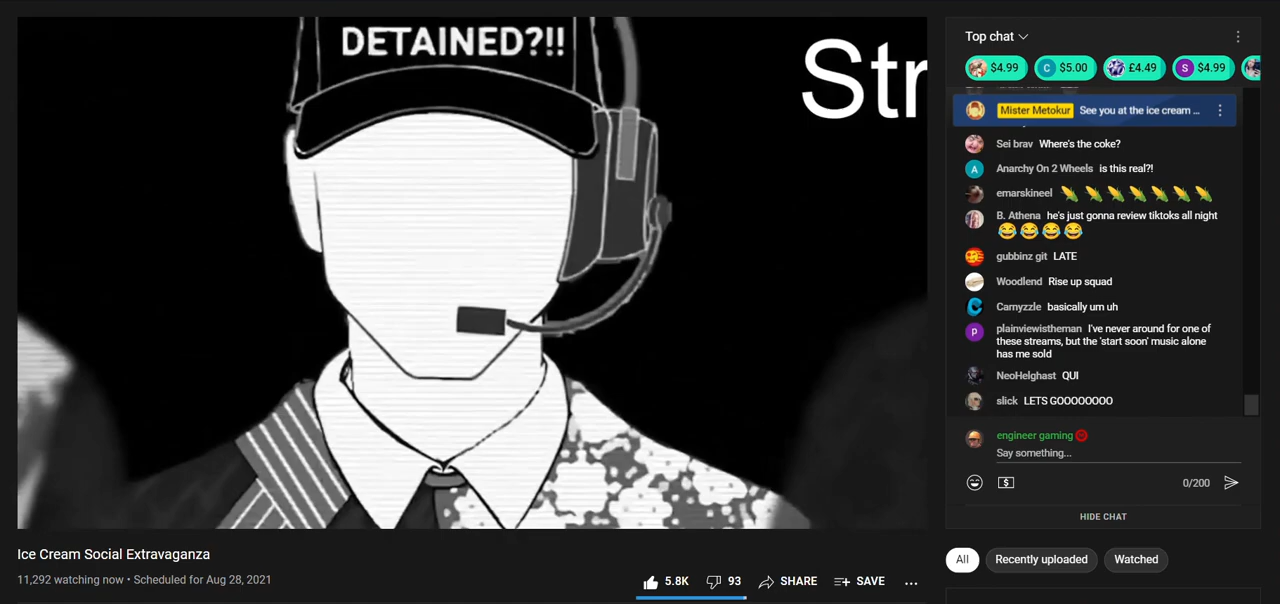 DETAINED?!!
Str
Ice Cream Social Extravaganza
11,292 watching now • Scheduled for Aug 28, 2021
5.8K
93
SHARE
SAVE
Top chat
$4.99
C $5.00
£4.49
S $4.99
Mister Metokur See you at the ice cream ...
Sei brav Where's the coke?
A Anarchy On 2 Wheels is this real?!
emarskineel 🌽🌽🌽🌽🌽🌽🌽
B. Athena he's just gonna review tiktoks all night
😂😂😂😂
gubbinz git LATE
Woodlend Rise up squad
Carnyzzle basically um uh
p plainviewistheman I've never around for one of
these streams, but the 'start soon' music alone
has me sold
NeoHelghast QUI
slick LETS GOOOOOOOO
engineer gaming
Say something...
0/200
HIDE CHAT
All Recently uploaded Watched